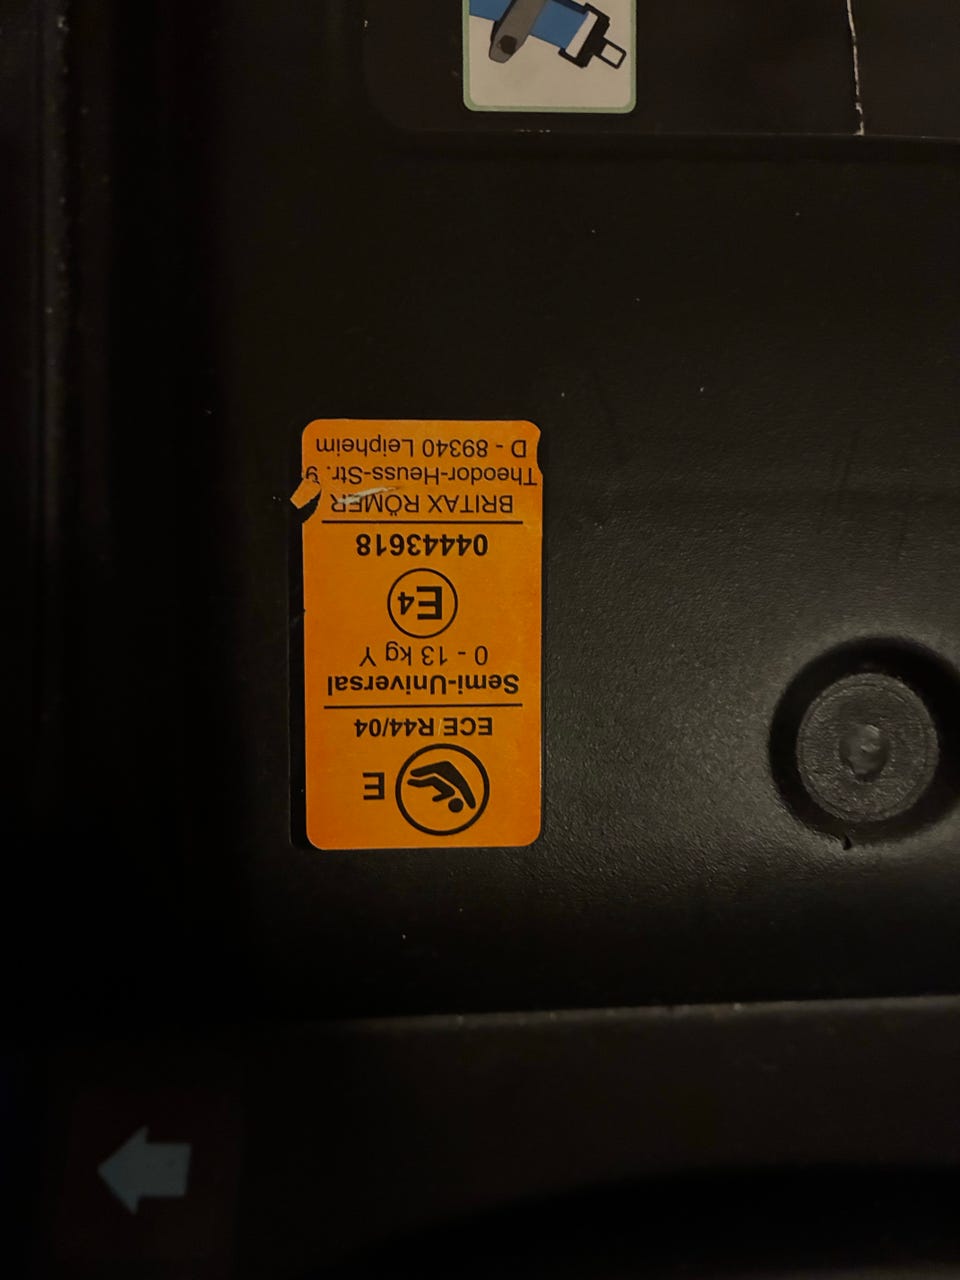 E
ECE R44/04
Semi-Universal
0 - 13 kg Y
E4
04443618
BRITAX RÖMER
Theodor-Heuss-Str. 9
D - 89340 Leipheim